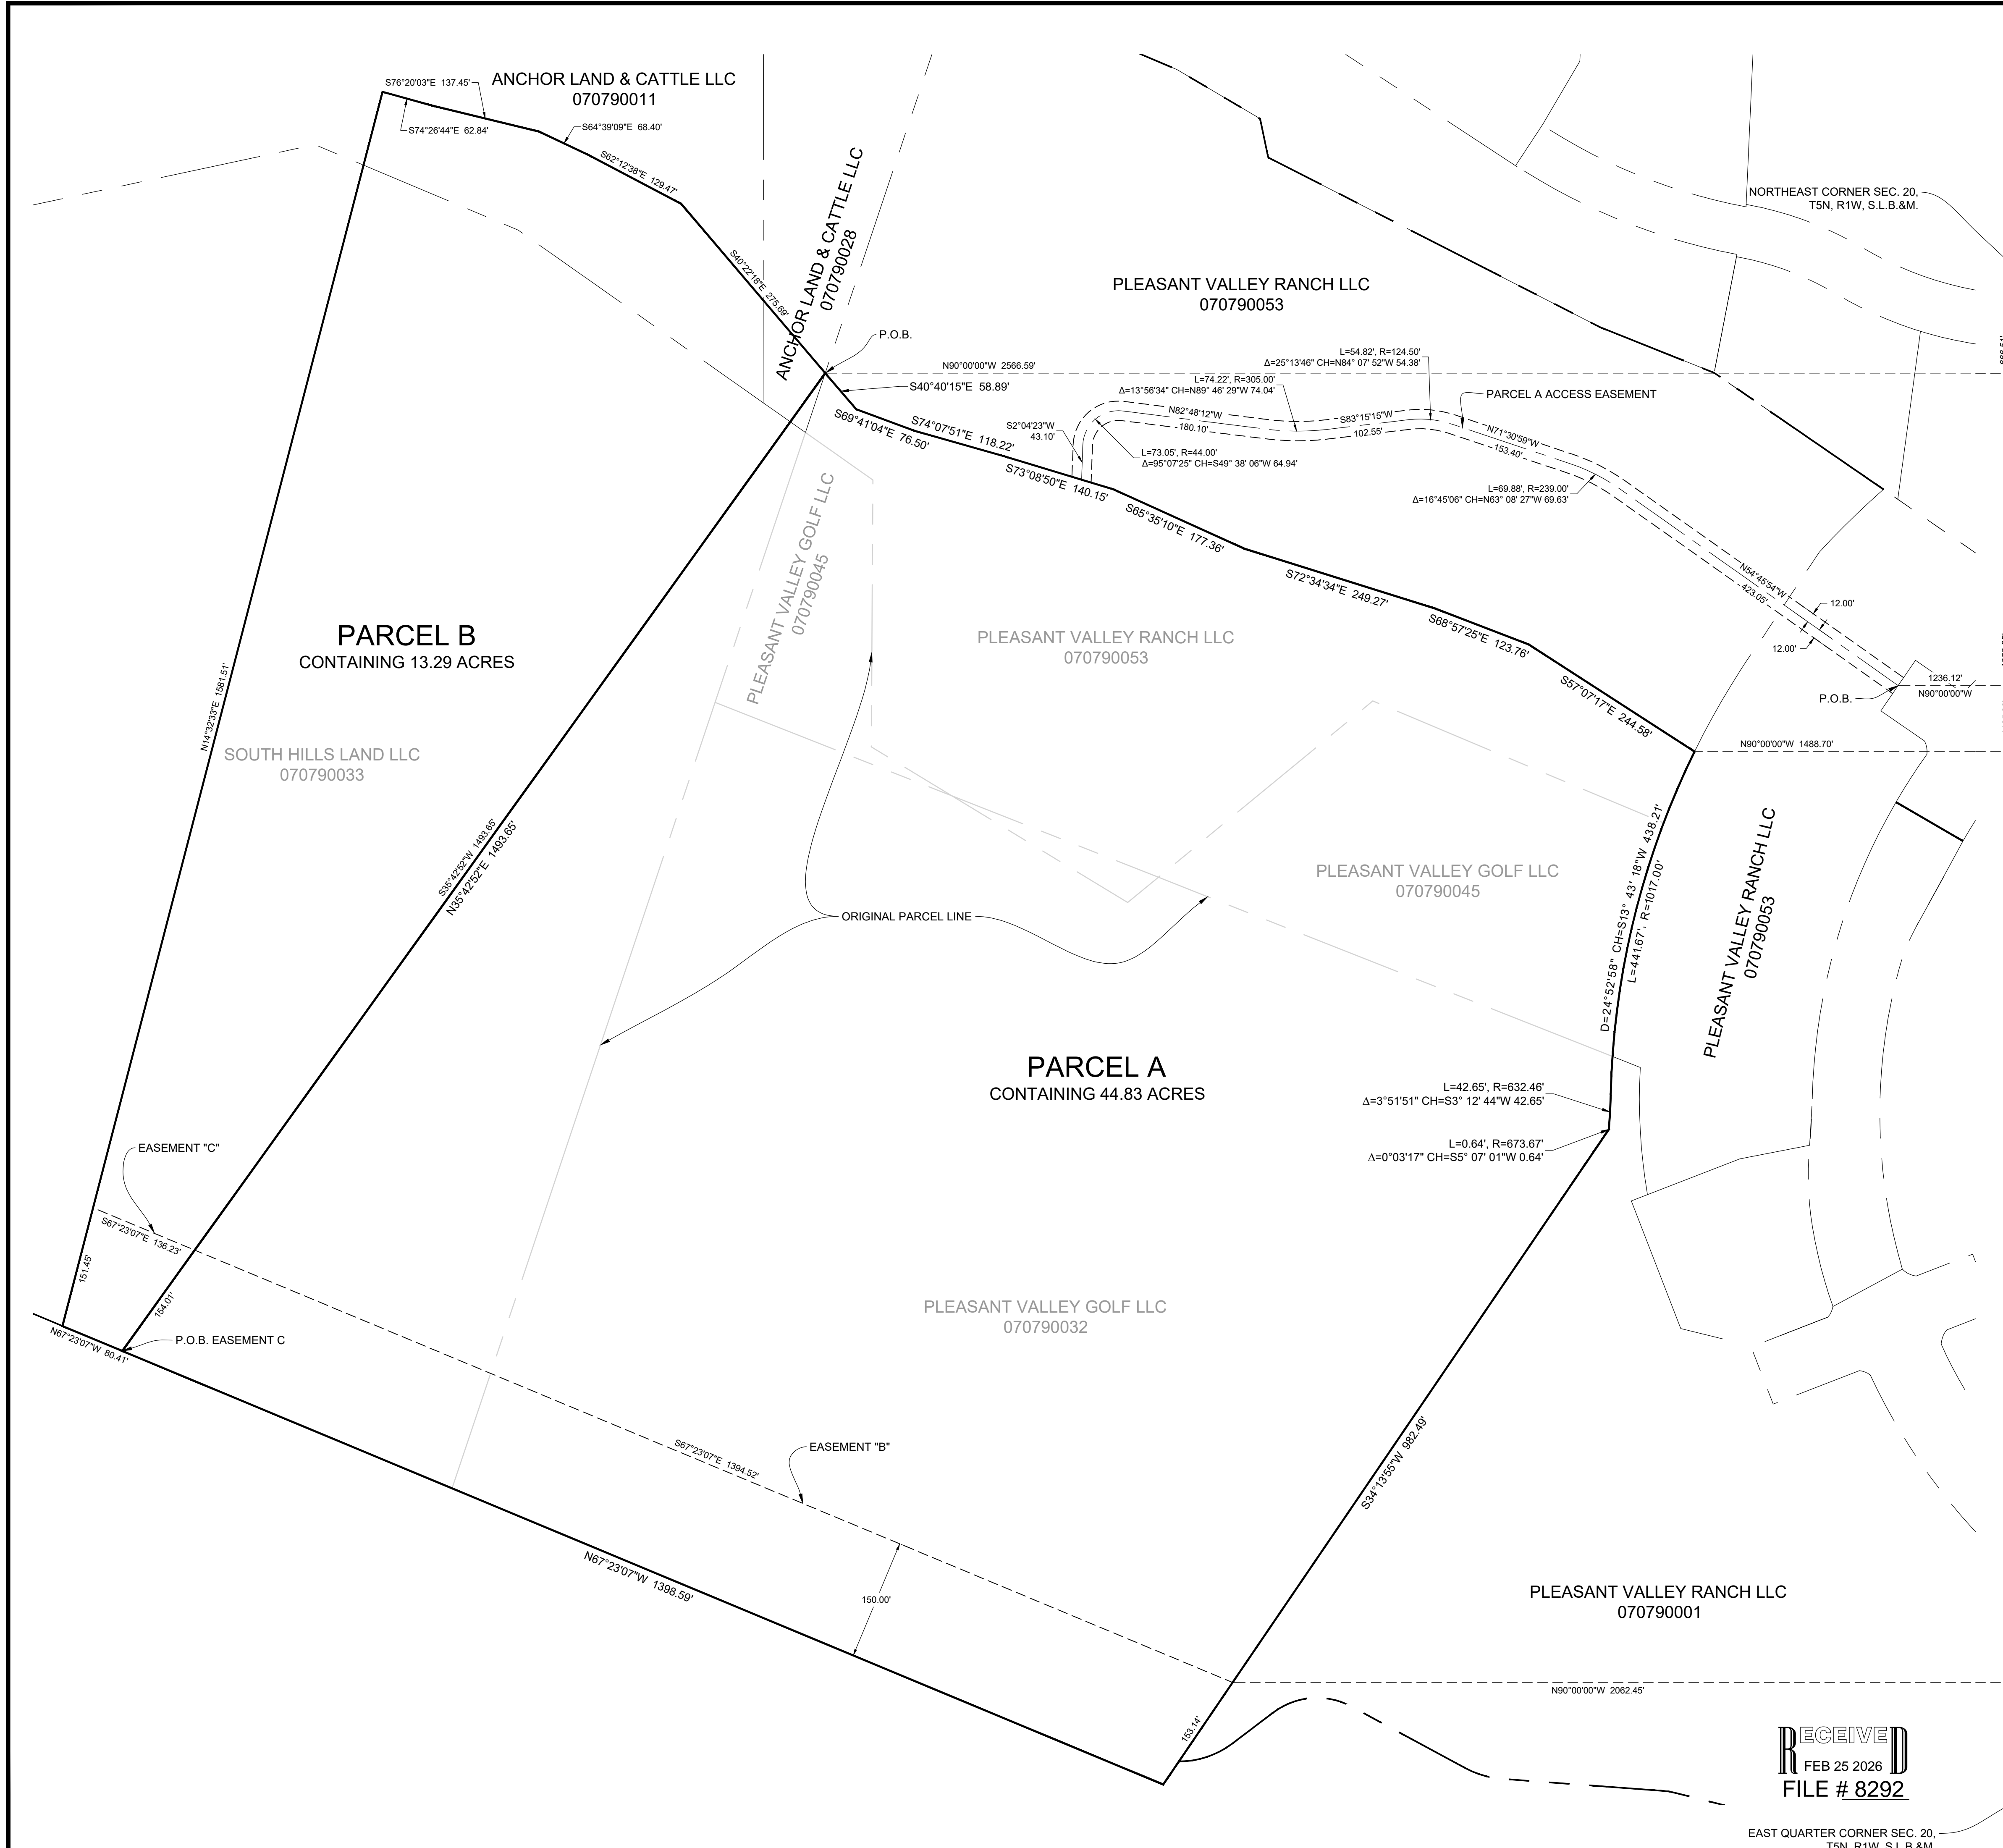 S76°20'03"E 137.45'
ANCHOR LAND & CATTLE LLC
070790011
S74°26'44"E 62.84'
S64°39'09"E 68.40'
S62°12'38"E 129.47'
S40°22'18"E 275.69'
ANCHOR LAND & CATTLE LLC
070790028
NORTHEAST CORNER SEC. 20,
T5N, R1W, S.L.B.&M.
PLEASANT VALLEY RANCH LLC
070790053
P.O.B.
N90°00'00"W 2566.59'
S40°40'15"E 58.89'
S69°41'04"E 76.50'
S74°07'51"E 118.22'
S73°08'50"E 140.15'
S65°35'10"E 177.36'
S72°34'34"E 249.27'
S68°57'25"E 123.76'
S57°07'17"E 244.58'
L=54.82', R=124.50'
Δ=25°13'46" CH=N84° 07' 52"W 54.38'
L=74.22', R=305.00'
Δ=13°56'34" CH=N89° 46' 29"W 74.04'
PARCEL A ACCESS EASEMENT
S2°04'23"W
43.10'
N82°48'12"W
180.10'
S83°15'15"W
102.55'
N71°30'59"W
153.40'
L=73.05', R=44.00'
Δ=95°07'25" CH=S49° 38' 06"W 64.94'
L=69.88', R=239.00'
Δ=16°45'06" CH=N63° 08' 27"W 69.63'
N54°45'54"W
423.05'
12.00'
12.00'
P.O.B.
1236.12'
N90°00'00"W
N90°00'00"W 1488.70'
PARCEL B
CONTAINING 13.29 ACRES
N14°32'33"E 1581.51'
SOUTH HILLS LAND LLC
070790033
PLEASANT VALLEY GOLF LLC
070790045
PLEASANT VALLEY RANCH LLC
070790053
S35°42'52"W 1493.65'
N35°42'52"E 1493.65'
ORIGINAL PARCEL LINE
PLEASANT VALLEY GOLF LLC
070790045
D=24°52'58" CH=S13° 43' 18"W 438.21'
L=441.67', R=1017.00'
PLEASANT VALLEY RANCH LLC
070790053
PARCEL A
CONTAINING 44.83 ACRES
L=42.65', R=632.46'
Δ=3°51'51" CH=S3° 12' 44"W 42.65'
L=0.64', R=673.67'
Δ=0°03'17" CH=S5° 07' 01"W 0.64'
EASEMENT "C"
S67°23'07"E 136.23'
151.45'
154.01'
N67°23'07"W 80.41'
P.O.B. EASEMENT C
PLEASANT VALLEY GOLF LLC
070790032
S67°23'07"E 1394.52'
EASEMENT "B"
S34°13'55"W 982.49'
N67°23'07"W 1398.59'
150.00'
PLEASANT VALLEY RANCH LLC
070790001
N90°00'00"W 2062.45'
153.14'
RECEIVED
FEB 25 2026
FILE # 8292
EAST QUARTER CORNER SEC. 20,
T5N, R1W, S.L.B.&M.